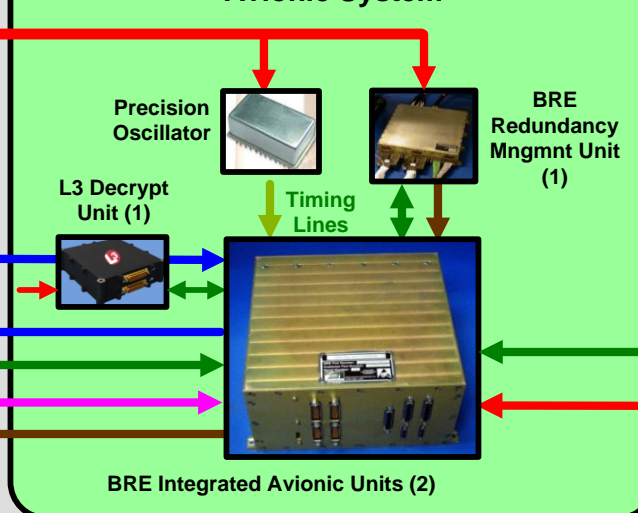 Avionic System
Precision
Oscillator
BRE
Redundancy
Mngmnt Unit
(1)
L3 Decrypt
Unit (1)
Timing
Lines
L3
BRE Integrated Avionic Units (2)